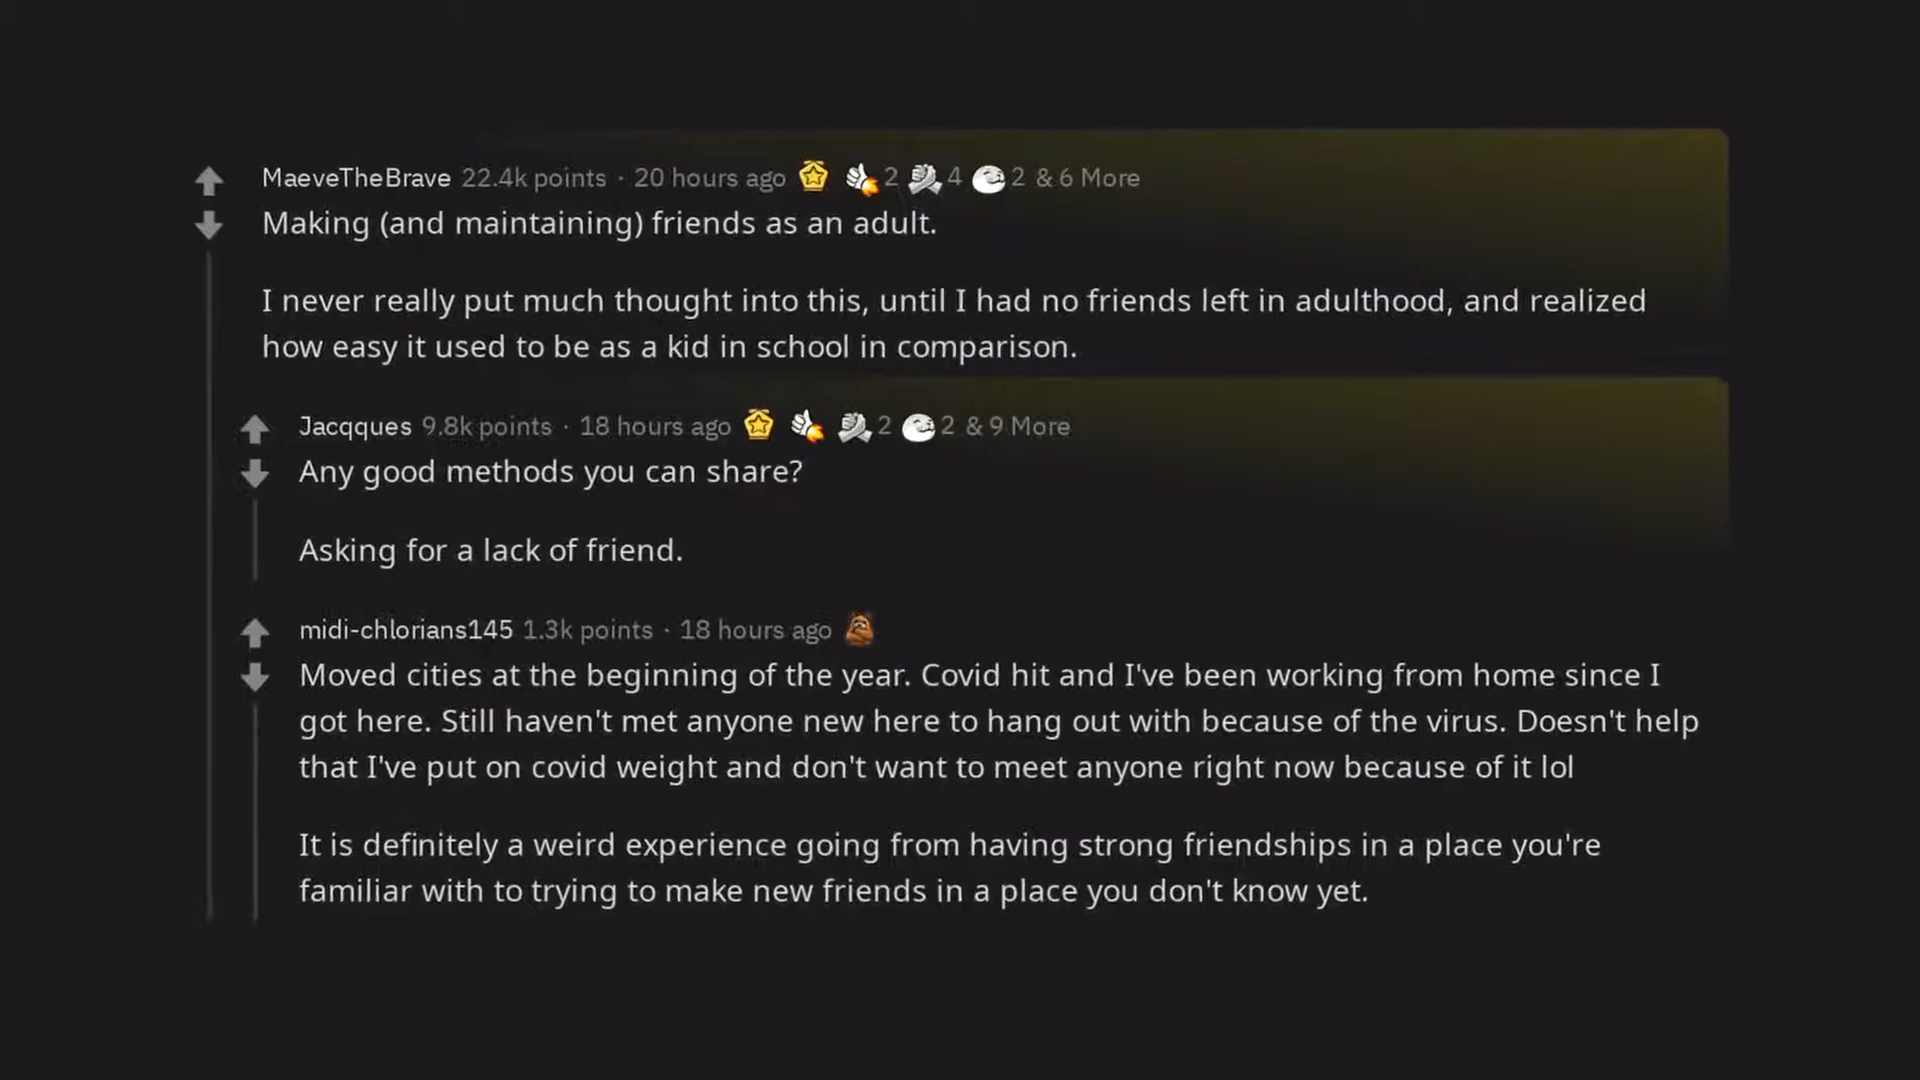 MaeveTheBrave 22.4k points · 20 hours ago 2 4 2 & 6 More
Making (and maintaining) friends as an adult.
I never really put much thought into this, until I had no friends left in adulthood, and realized
how easy it used to be as a kid in school in comparison.
Jacqques 9.8k points · 18 hours ago 2 2 & 9 More
Any good methods you can share?
Asking for a lack of friend.
midi-chlorians145 1.3k points · 18 hours ago
Moved cities at the beginning of the year. Covid hit and I've been working from home since I
got here. Still haven't met anyone new here to hang out with because of the virus. Doesn't help
that I've put on covid weight and don't want to meet anyone right now because of it lol
It is definitely a weird experience going from having strong friendships in a place you're
familiar with to trying to make new friends in a place you don't know yet.